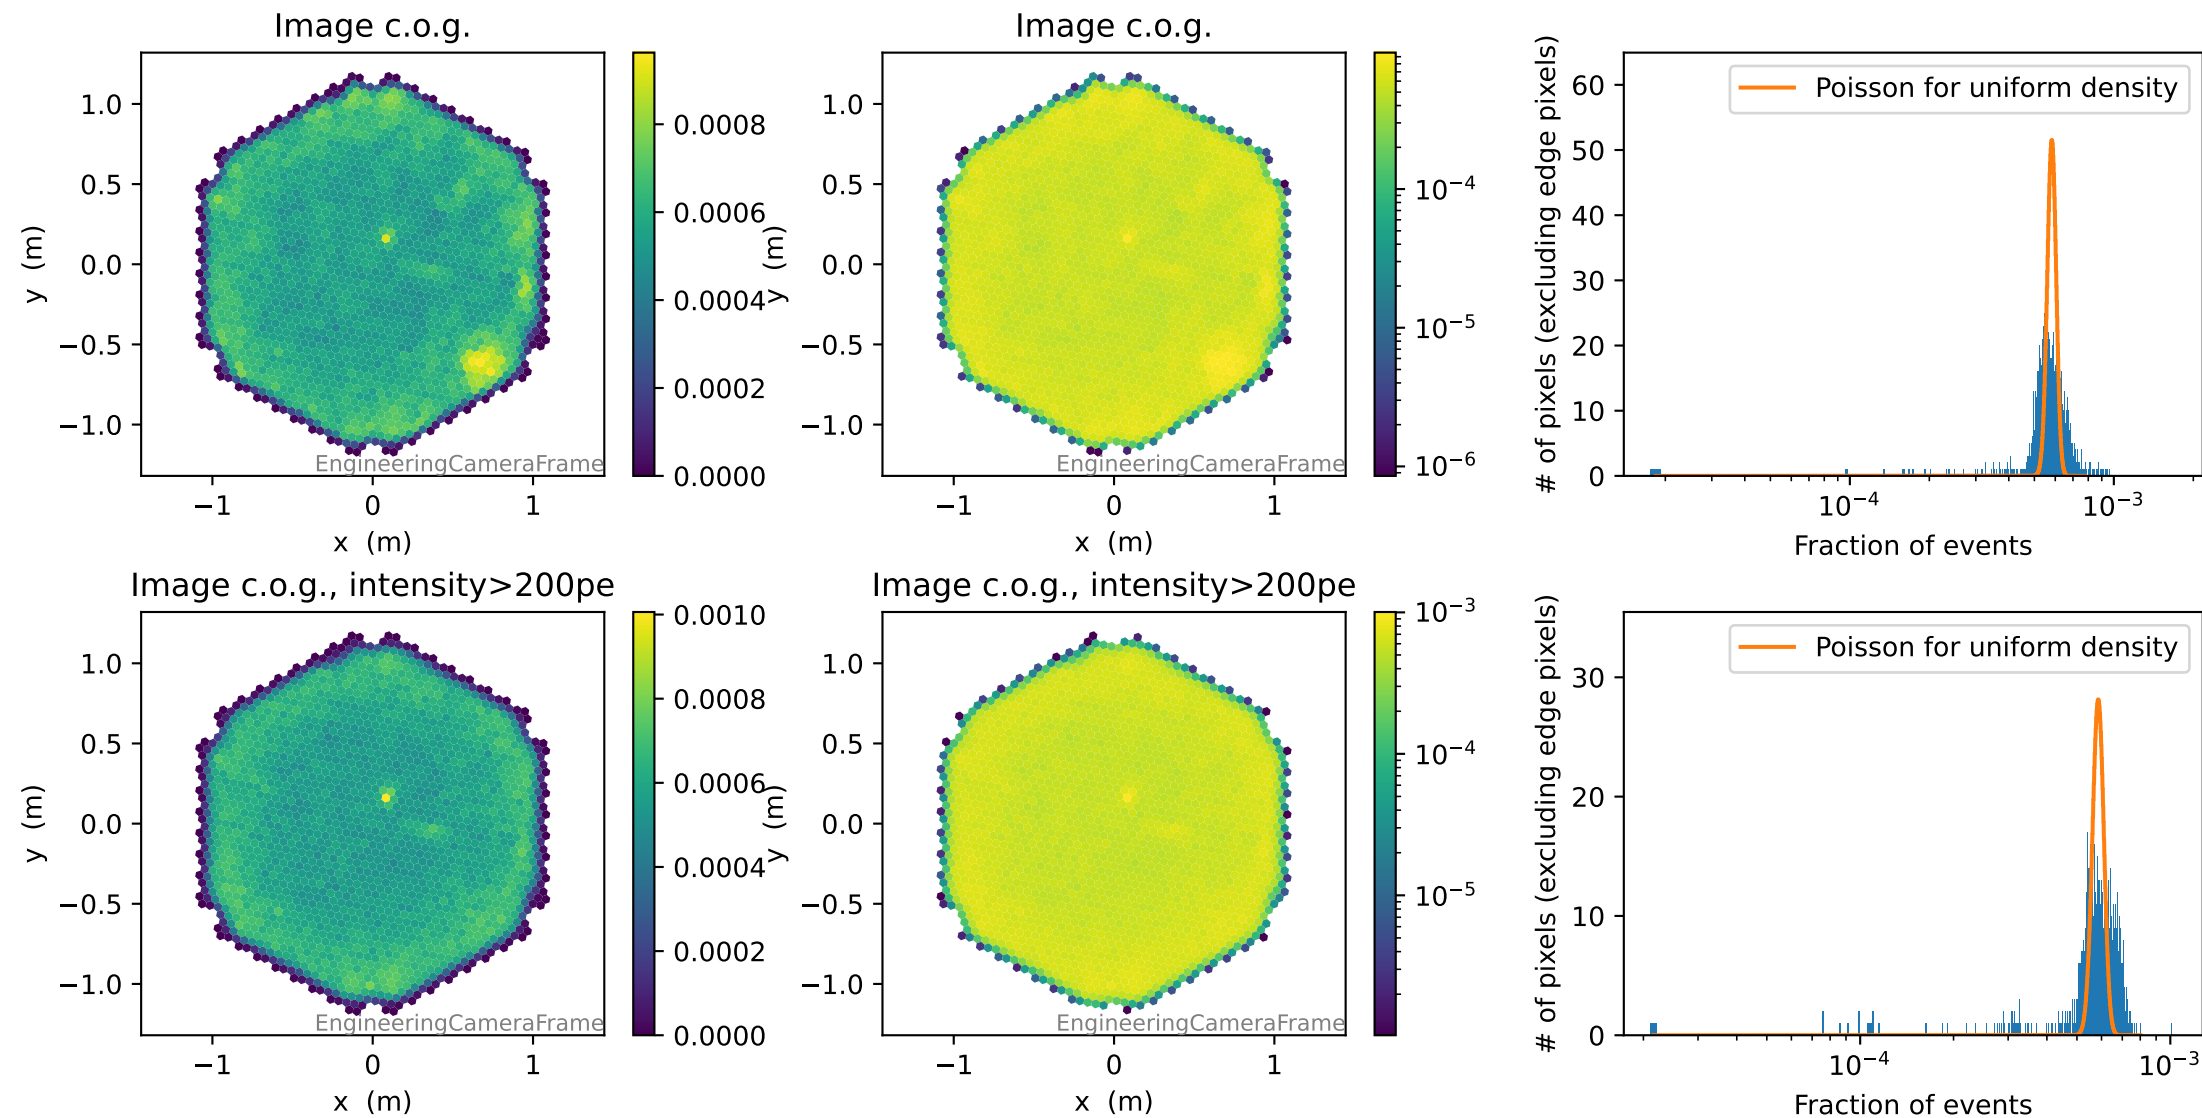 Image c.o.g.
1.0
0.5
0.0
−0.5
−1.0
y (m)
−1
0
1
x (m)
EngineeringCameraFrame
0.0008
0.0006
0.0004
0.0002
0.0000
Image c.o.g.
1.0
0.5
0.0
−0.5
−1.0
y (m)
−1
0
1
x (m)
EngineeringCameraFrame
10⁻⁴
10⁻⁵
10⁻⁶
# of pixels (excluding edge pixels)
60
50
40
30
20
10
0
Poisson for uniform density
10⁻⁴
10⁻³
Fraction of events
Image c.o.g., intensity>200pe
1.0
0.5
0.0
−0.5
−1.0
y (m)
−1
0
1
x (m)
EngineeringCameraFrame
0.0010
0.0008
0.0006
0.0004
0.0002
0.0000
Image c.o.g., intensity>200pe
1.0
0.5
0.0
−0.5
−1.0
y (m)
−1
0
1
x (m)
EngineeringCameraFrame
10⁻³
10⁻⁴
10⁻⁵
# of pixels (excluding edge pixels)
30
20
10
0
Poisson for uniform density
10⁻⁴
10⁻³
Fraction of events